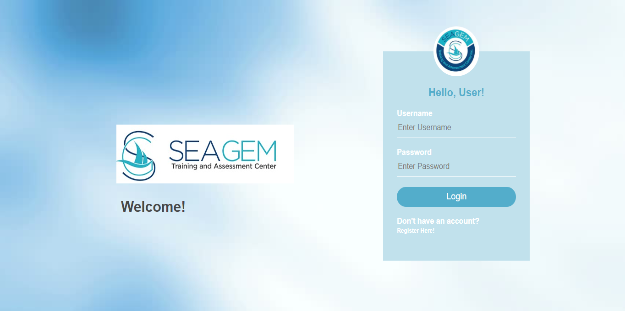 GEM
Hello, User!
Username
Enter Username
Password
Enter Password
Login
Don't have an account?
Register Here!
SEAGEM
Training and Assessment Center
Welcome!